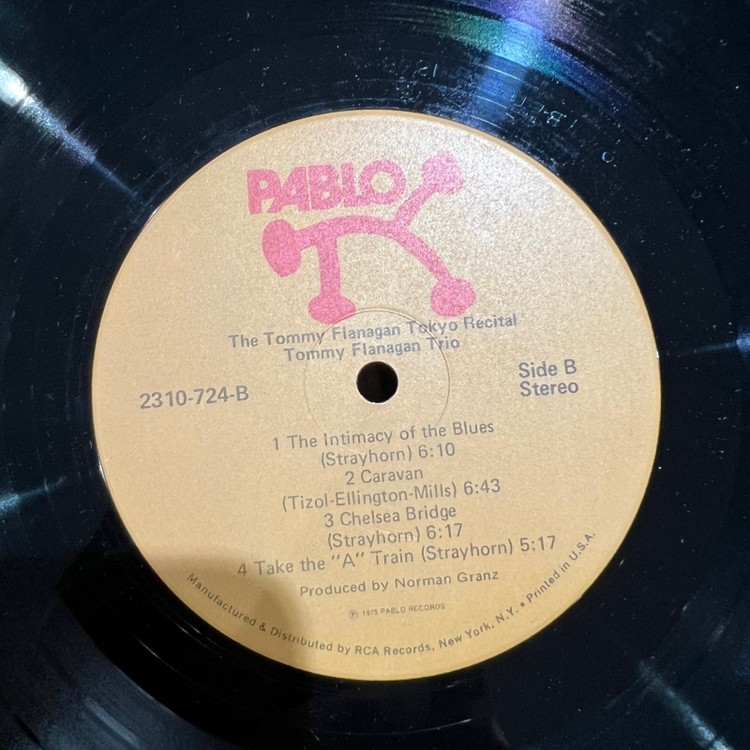 PABLO
The Tommy Flanagan Tokyo Recital
Tommy Flanagan Trio
2310-724-B
Side B
Stereo
1 The Intimacy of the Blues
(Strayhorn) 6:10
2 Caravan
(Tizol-Ellington-Mills) 6:43
3 Chelsea Bridge
(Strayhorn) 6:17
4 Take the "A" Train (Strayhorn) 5:17
Produced by Norman Granz
Ⓟ 1975 PABLO RECORDS
Manufactured & Distributed by RCA Records, New York, N.Y. • Printed in U.S.A.